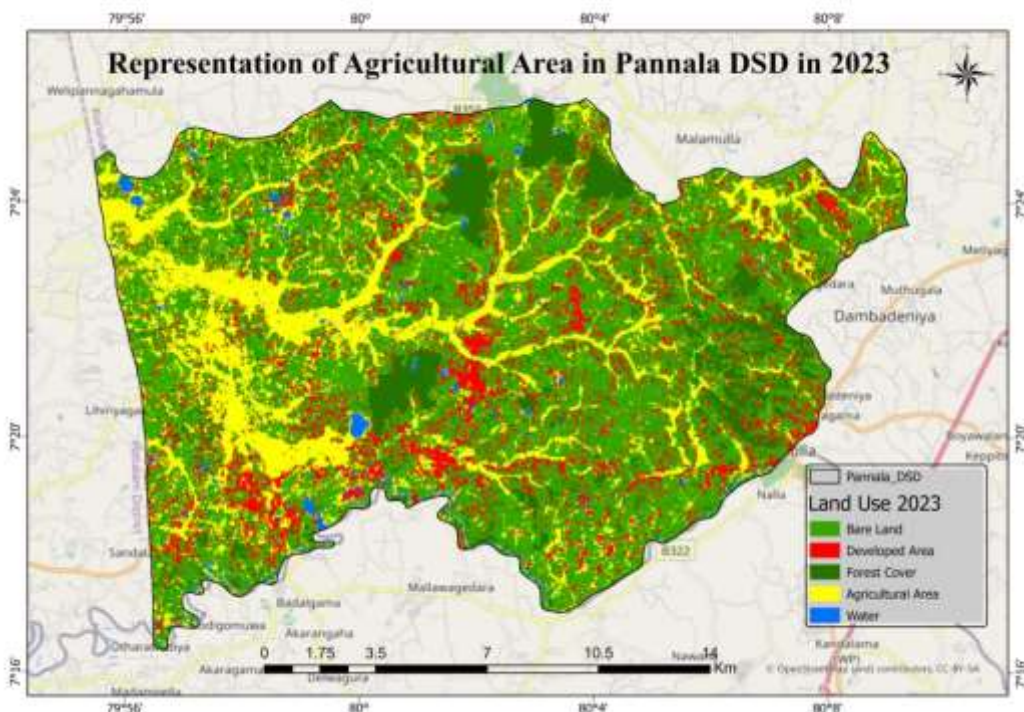 79°56' 80° 80°4' 80°8'
Representation of Agricultural Area in Pannala DSD in 2023
Welipannagahamula
Malamulla
7°24' 7°24'
Muthugala
Dambadeniya
7°20' 7°20'
Nalla
Pannala_DSD
Land Use 2023
Bare Land
Developed Area
Forest Cover
Agricultural Area
Water
B322
Mallawagedara
Badalgama
Akarangaha
0 1.75 3.5 7 10.5 14
Km
7°16' 7°16'
79°56' 80° 80°4' 80°8'